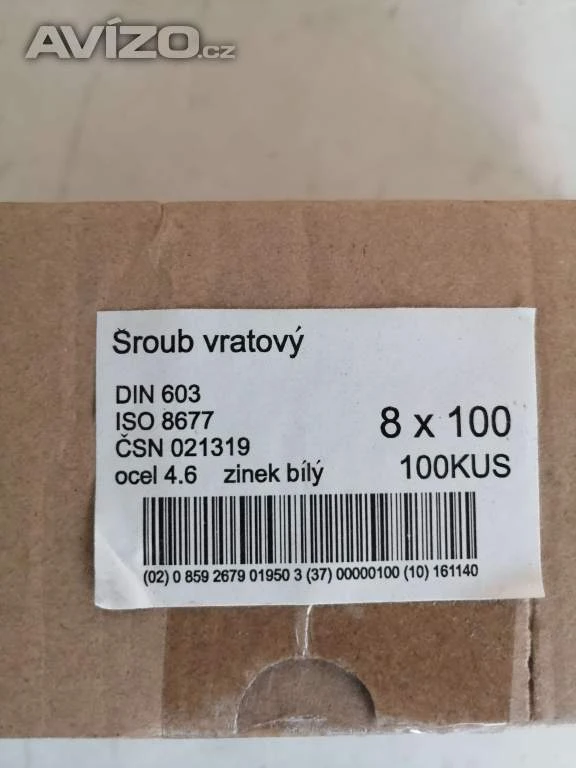 AVÍZO.cz
Šroub vratový
DIN 603
ISO 8677
ČSN 021319
ocel 4.6 zinek bílý
8 x 100
100KUS
(02) 0 859 2679 01950 3 (37) 00000100 (10) 161140